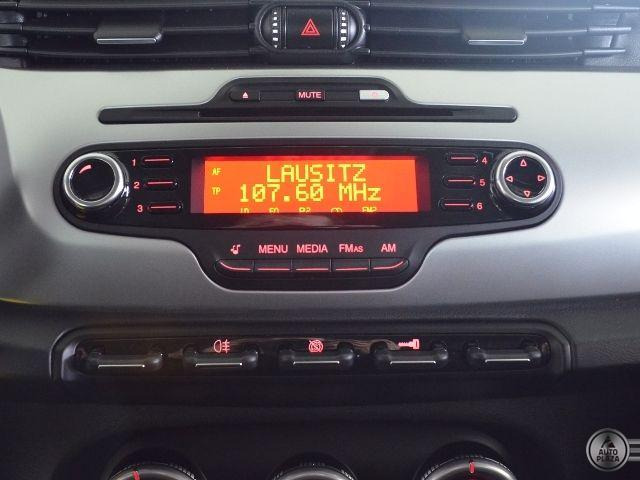 MUTE
1
2
3
AF
TP
LAUSITZ
107.60 MHz
4
5
6
MENU MEDIA FMAS AM
AUTO
PLAZA